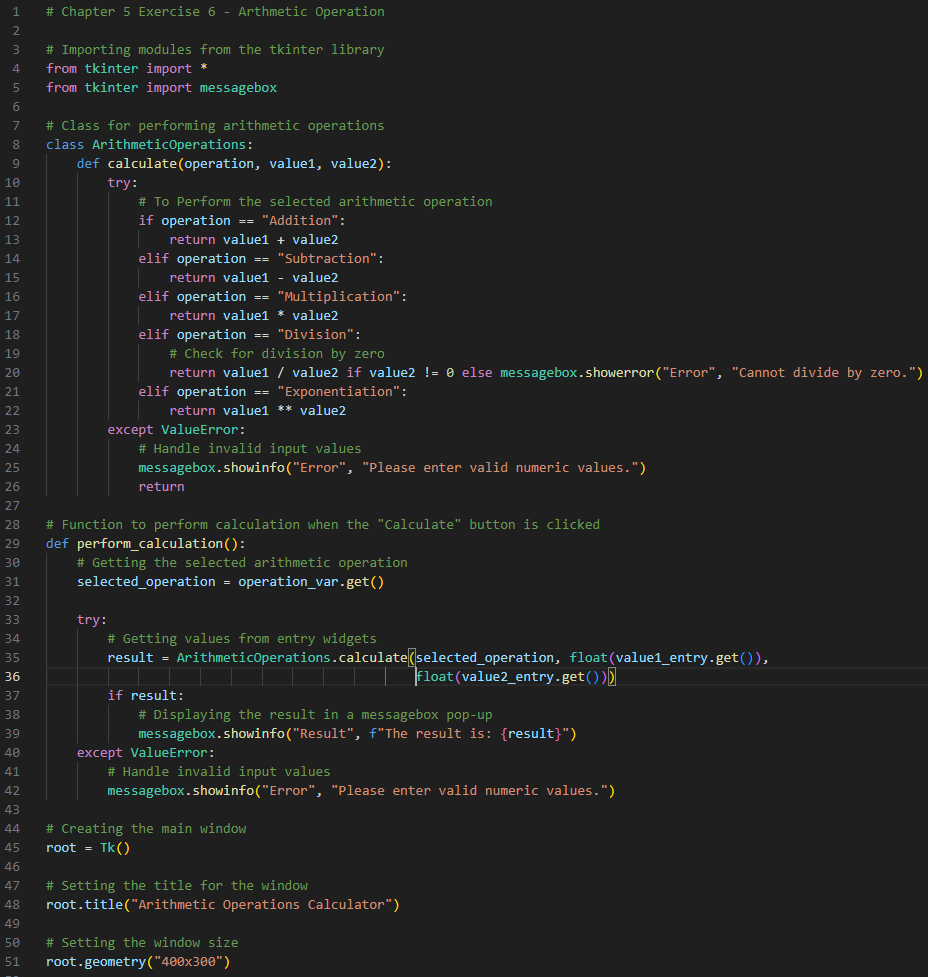 1 # Chapter 5 Exercise 6 - Arthmetic Operation
2
3 # Importing modules from the tkinter library
4 from tkinter import *
5 from tkinter import messagebox
6
7 # Class for performing arithmetic operations
8 class ArithmeticOperations:
9     def calculate(operation, value1, value2):
10         try:
11             # To Perform the selected arithmetic operation
12             if operation == "Addition":
13                 return value1 + value2
14             elif operation == "Subtraction":
15                 return value1 - value2
16             elif operation == "Multiplication":
17                 return value1 * value2
18             elif operation == "Division":
19                 # Check for division by zero
20                 return value1 / value2 if value2 != 0 else messagebox.showerror("Error", "Cannot divide by zero.")
21             elif operation == "Exponentiation":
22                 return value1 ** value2
23         except ValueError:
24             # Handle invalid input values
25             messagebox.showinfo("Error", "Please enter valid numeric values.")
26             return
27
28 # Function to perform calculation when the "Calculate" button is clicked
29 def perform_calculation():
30     # Getting the selected arithmetic operation
31     selected_operation = operation_var.get()
32
33     try:
34         # Getting values from entry widgets
35         result = ArithmeticOperations.calculate(selected_operation, float(value1_entry.get()),
36                                                 float(value2_entry.get()))
37         if result:
38             # Displaying the result in a messagebox pop-up
39             messagebox.showinfo("Result", f"The result is: {result}")
40     except ValueError:
41         # Handle invalid input values
42         messagebox.showinfo("Error", "Please enter valid numeric values.")
43
44 # Creating the main window
45 root = Tk()
46
47 # Setting the title for the window
48 root.title("Arithmetic Operations Calculator")
49
50 # Setting the window size
51 root.geometry("400x300")